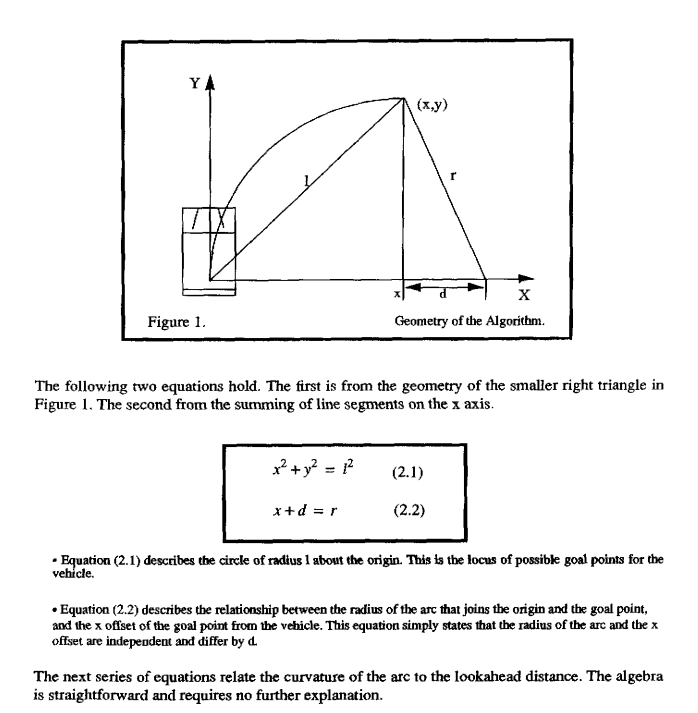 Y
(x,y)
l
r
x
d
X
Figure 1.
Geometry of the Algorithm.
The following two equations hold. The first is from the geometry of the smaller right triangle in
Figure 1. The second from the summing of line segments on the x axis.
x² + y² = l² (2.1)
x + d = r (2.2)
• Equation (2.1) describes the circle of radius l about the origin. This is the locus of possible goal points for the
vehicle.
• Equation (2.2) describes the relationship between the radius of the arc that joins the origin and the goal point,
and the x offset of the goal point from the vehicle. This equation simply states that the radius of the arc and the x
offset are independent and differ by d.
The next series of equations relate the curvature of the arc to the lookahead distance. The algebra
is straightforward and requires no further explanation.